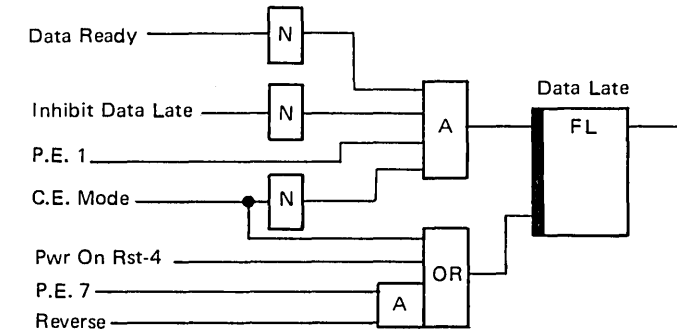 Data Ready
N
Inhibit Data Late
N
A
Data Late
FL
P.E. 1
C.E. Mode
N
Pwr On Rst-4
OR
P.E. 7
A
Reverse